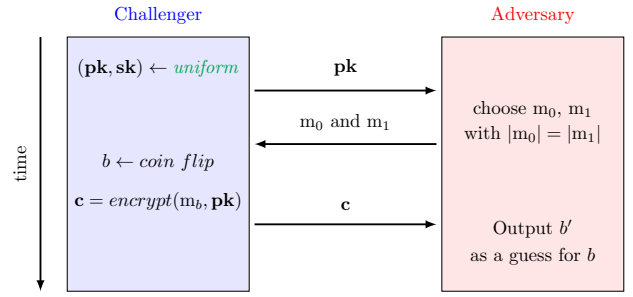 Challenger
Adversary
(pk, sk) ← uniform
pk
choose m₀, m₁
with |m₀| = |m₁|
m₀ and m₁
time
b ← coin flip
c = encrypt(m_b, pk)
c
Output b′
as a guess for b